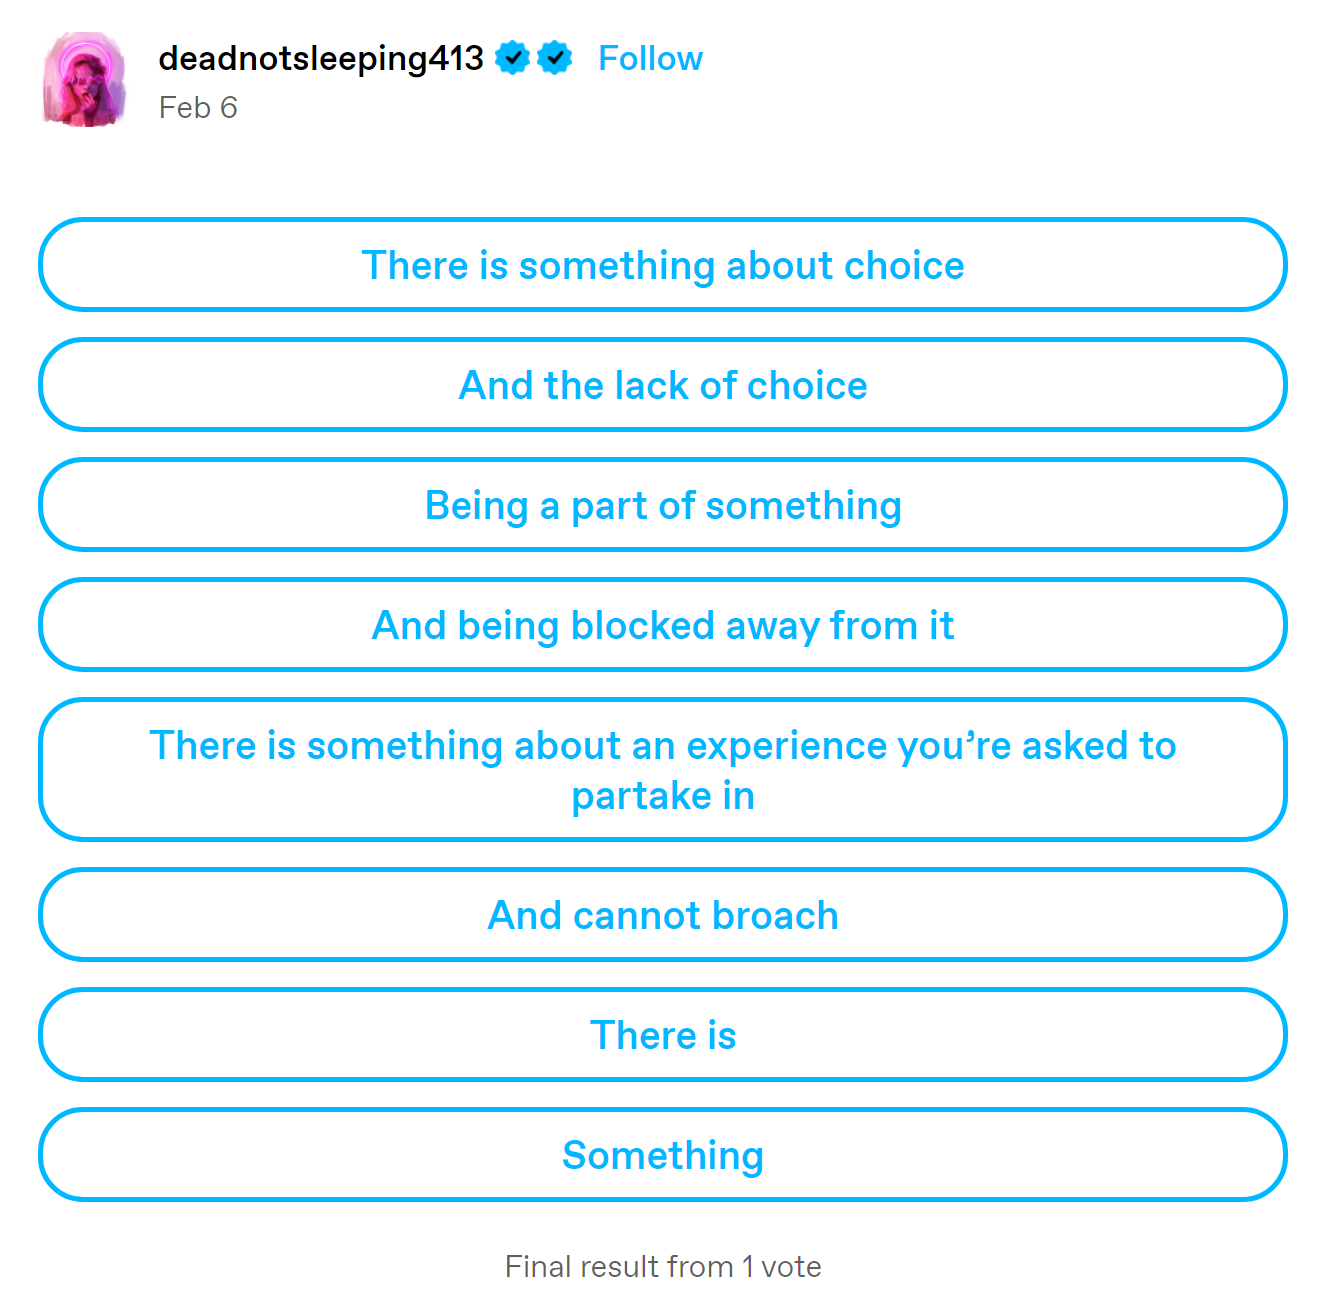 deadnotsleeping413 Follow
Feb 6
There is something about choice
And the lack of choice
Being a part of something
And being blocked away from it
There is something about an experience you’re asked to
partake in
And cannot broach
There is
Something
Final result from 1 vote